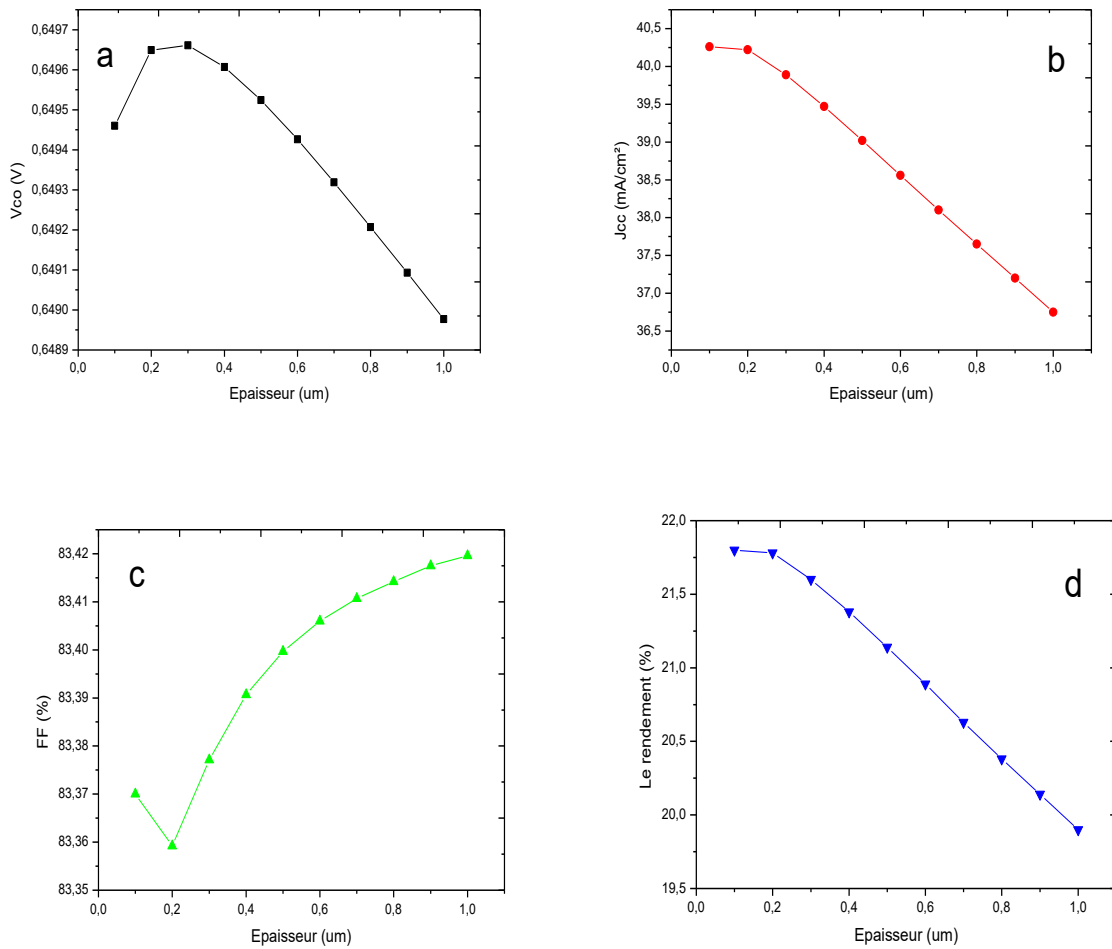 a
Vco (V)
0,6497
0,6496
0,6495
0,6494
0,6493
0,6492
0,6491
0,6490
0,6489
0,0 0,2 0,4 0,6 0,8 1,0
Epaisseur (um)
b
Jcc (mA/cm²)
40,5
40,0
39,5
39,0
38,5
38,0
37,5
37,0
36,5
0,0 0,2 0,4 0,6 0,8 1,0
Epaisseur (um)
c
FF (%)
83,42
83,41
83,40
83,39
83,38
83,37
83,36
83,35
0,0 0,2 0,4 0,6 0,8 1,0
Epaisseur (um)
d
Le rendement (%)
22,0
21,5
21,0
20,5
20,0
19,5
0,0 0,2 0,4 0,6 0,8 1,0
Epaisseur (um)